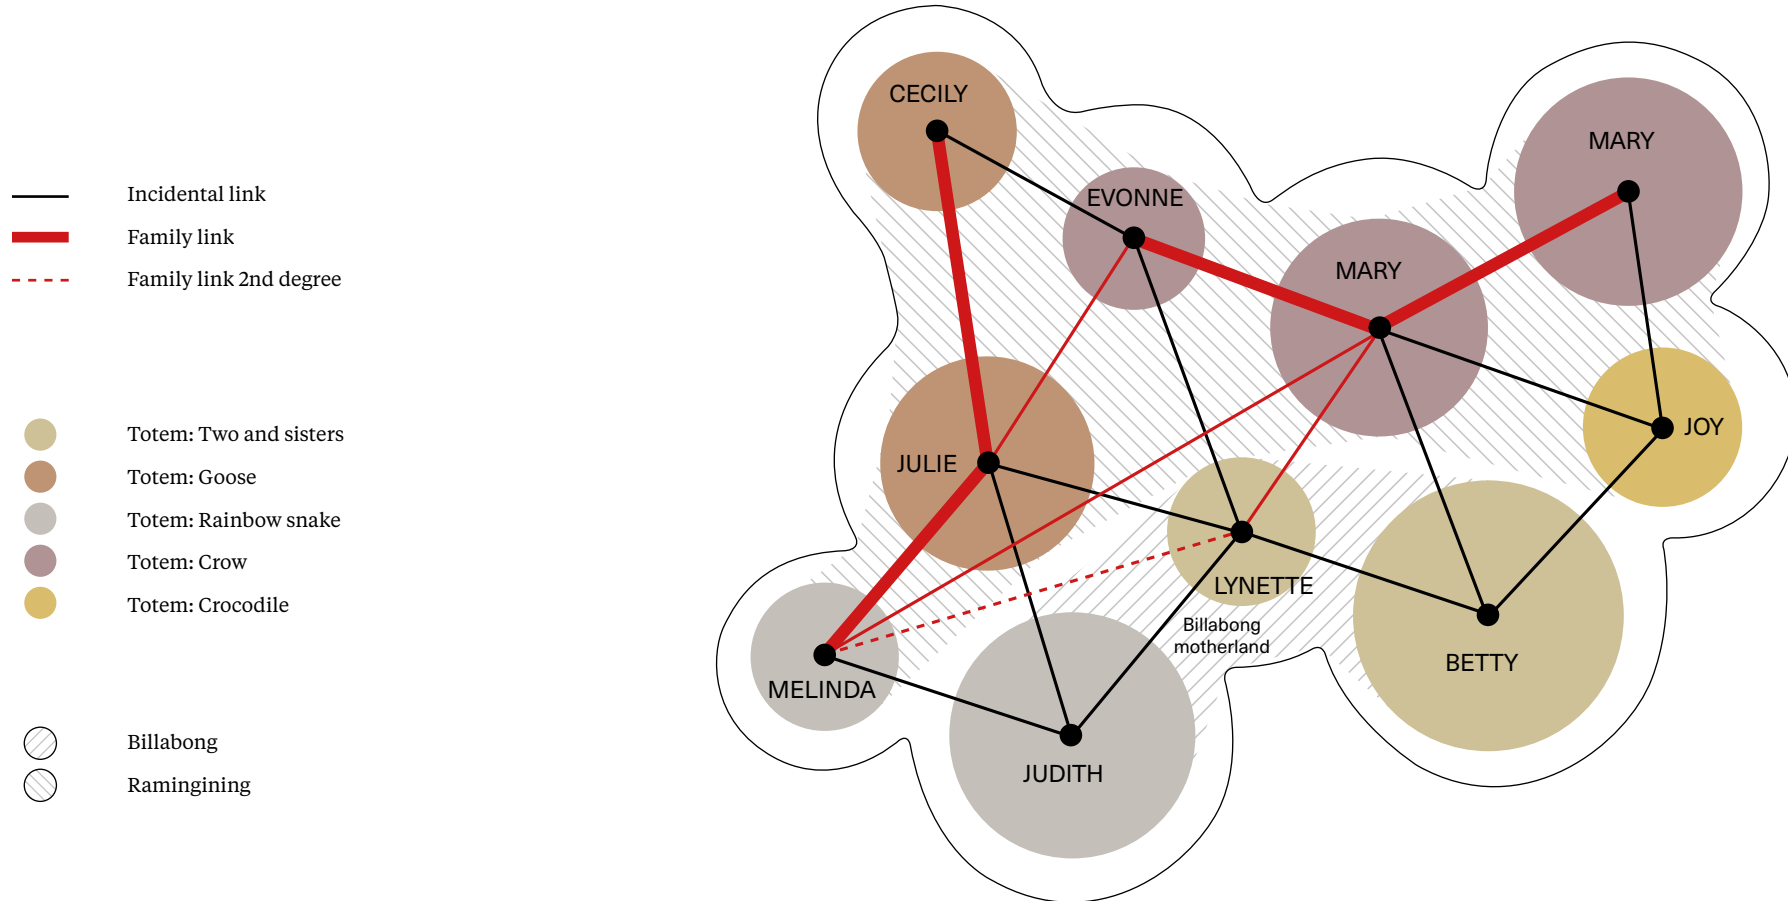 Incidental link
Family link
Family link 2nd degree
Totem: Two and sisters
Totem: Goose
Totem: Rainbow snake
Totem: Crow
Totem: Crocodile
Billabong
Ramingining
CECILY
EVONNE
MARY
MARY
JULIE
JOY
LYNETTE
Billabong
motherland
BETTY
MELINDA
JUDITH